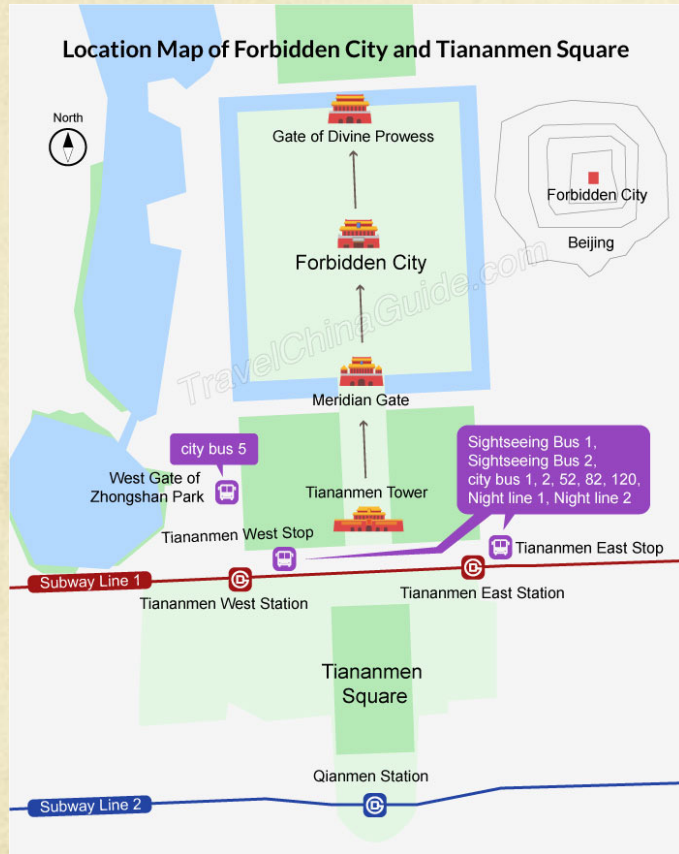 Location Map of Forbidden City and Tiananmen Square
North
Gate of Divine Prowess
Forbidden City
Beijing
Forbidden City
TravelChinaGuide.com
Meridian Gate
city bus 5
West Gate of
Zhongshan Park
Sightseeing Bus 1,
Sightseeing Bus 2,
city bus 1, 2, 52, 82, 120,
Night line 1, Night line 2
Tiananmen Tower
Tiananmen West Stop
Tiananmen East Stop
Subway Line 1
Tiananmen West Station
Tiananmen East Station
Tiananmen
Square
Qianmen Station
Subway Line 2